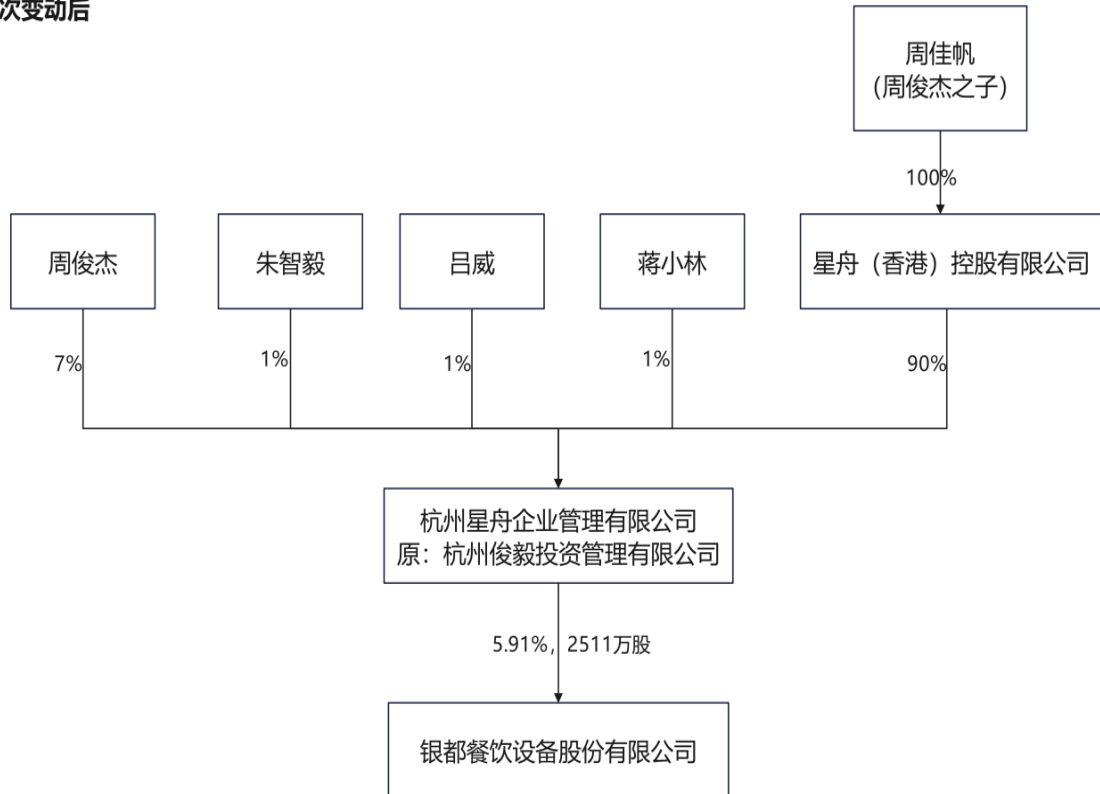 次变动后
周佳帆
（周俊杰之子）
100%
周俊杰
朱智毅
吕威
蒋小林
星舟（香港）控股有限公司
7%
1%
1%
1%
90%
杭州星舟企业管理有限公司
原：杭州俊毅投资管理有限公司
5.91%，2511万股
银都餐饮设备股份有限公司